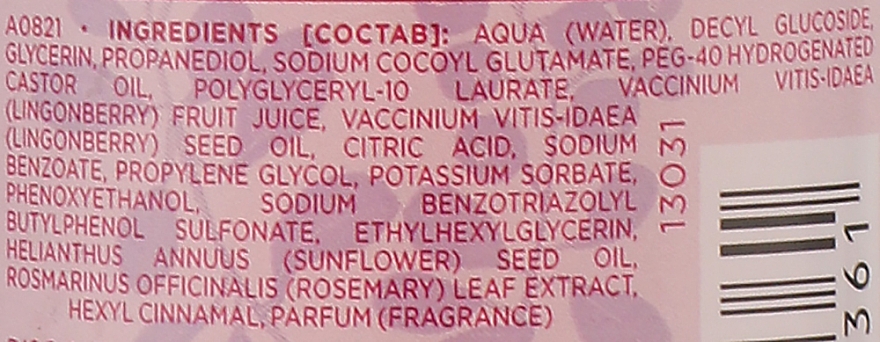 A0821 • INGREDIENTS [СОСТАВ]: AQUA (WATER), DECYL GLUCOSIDE,
GLYCERIN, PROPANEDIOL, SODIUM COCOYL GLUTAMATE, PEG-40 HYDROGENATED
CASTOR OIL, POLYGLYCERYL-10 LAURATE, VACCINIUM VITIS-IDAEA
(LINGONBERRY) FRUIT JUICE, VACCINIUM VITIS-IDAEA
(LINGONBERRY) SEED OIL, CITRIC ACID, SODIUM
BENZOATE, PROPYLENE GLYCOL, POTASSIUM SORBATE,
PHENOXYETHANOL, SODIUM BENZOTRIAZOLYL
BUTYLPHENOL SULFONATE, ETHYLHEXYLGLYCERIN,
HELIANTHUS ANNUUS (SUNFLOWER) SEED OIL,
ROSMARINUS OFFICINALIS (ROSEMARY) LEAF EXTRACT,
HEXYL CINNAMAL, PARFUM (FRAGRANCE)
13031
361